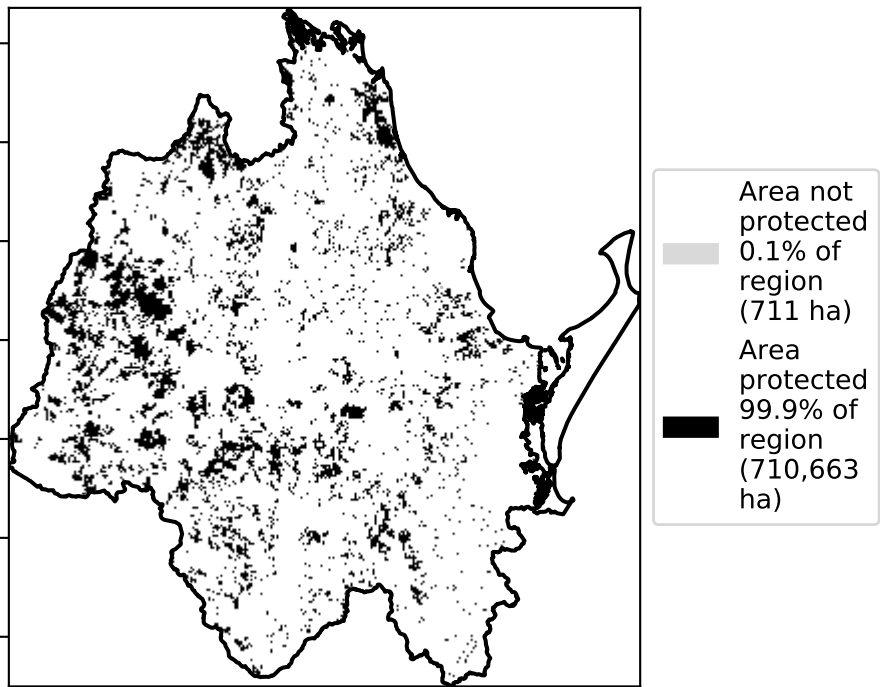 Area not
protected
0.1% of
region
(711 ha)
Area
protected
99.9% of
region
(710,663
ha)